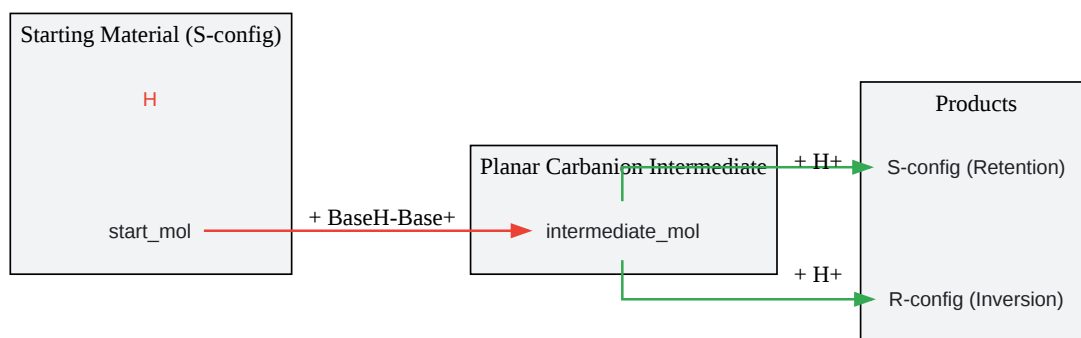 Starting Material (S-config)
H
start_mol
+ BaseH-Base+
Planar Carbanion Intermediate
intermediate_mol
+ H+
+ H+
Products
S-config (Retention)
R-config (Inversion)